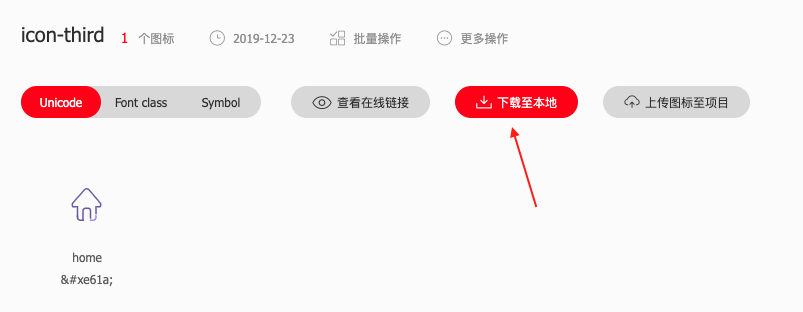 icon-third 1 个图标 2019-12-23 批量操作 更多操作
Unicode Font class Symbol 查看在线链接 下载至本地 上传图标至项目
home
&#xe61a;